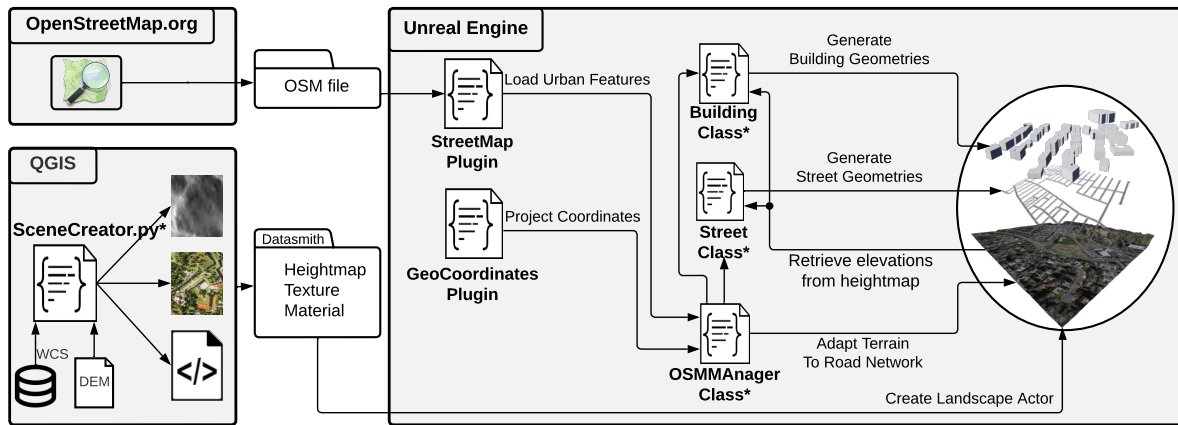 OpenStreetMap.org
OSM file
QGIS
SceneCreator.py*
WCS
DEM
</>
Datasmith
Heightmap
Texture
Material
Unreal Engine
{ }
StreetMap
Plugin
Load Urban Features
{ }
GeoCoordinates
Plugin
Project Coordinates
{ }
Building
Class*
{ }
Street
Class*
{ }
OSMMAnager
Class*
{ }
Generate
Building Geometries
Generate
Street Geometries
Retrieve elevations
from heightmap
Adapt Terrain
To Road Network
Create Landscape Actor